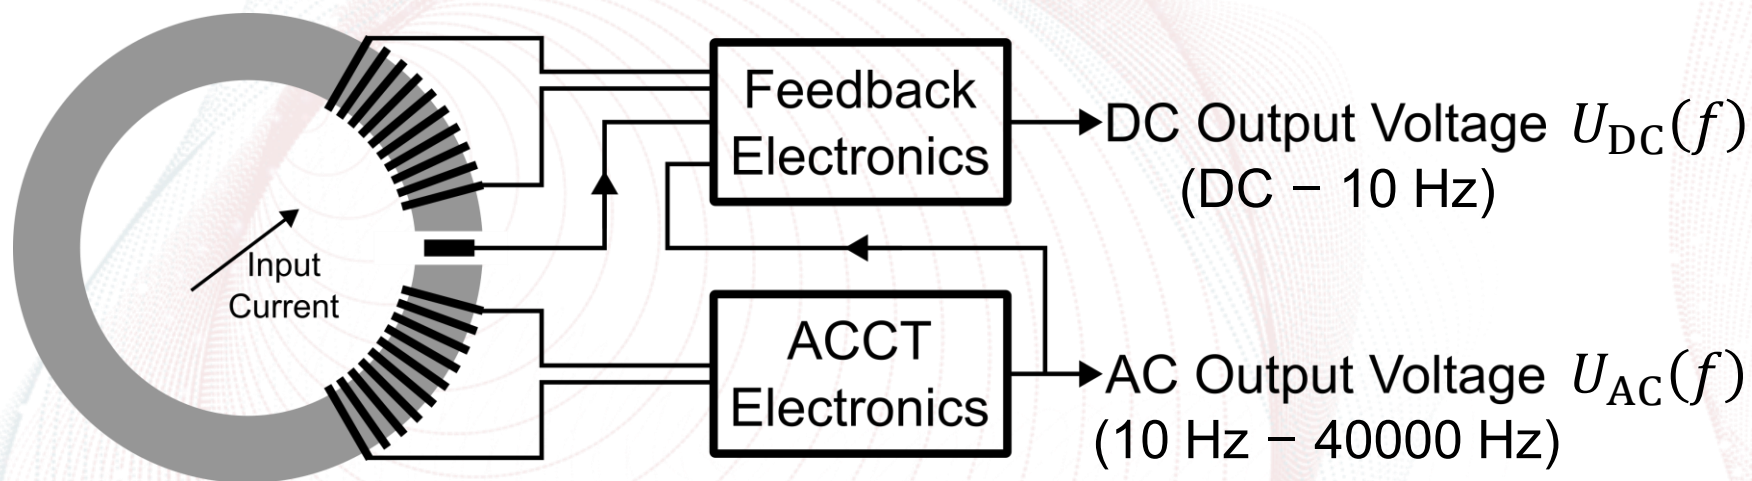 Feedback
Electronics
DC Output Voltage U_DC(f)
(DC − 10 Hz)
Input
Current
ACCT
Electronics
AC Output Voltage U_AC(f)
(10 Hz − 40000 Hz)